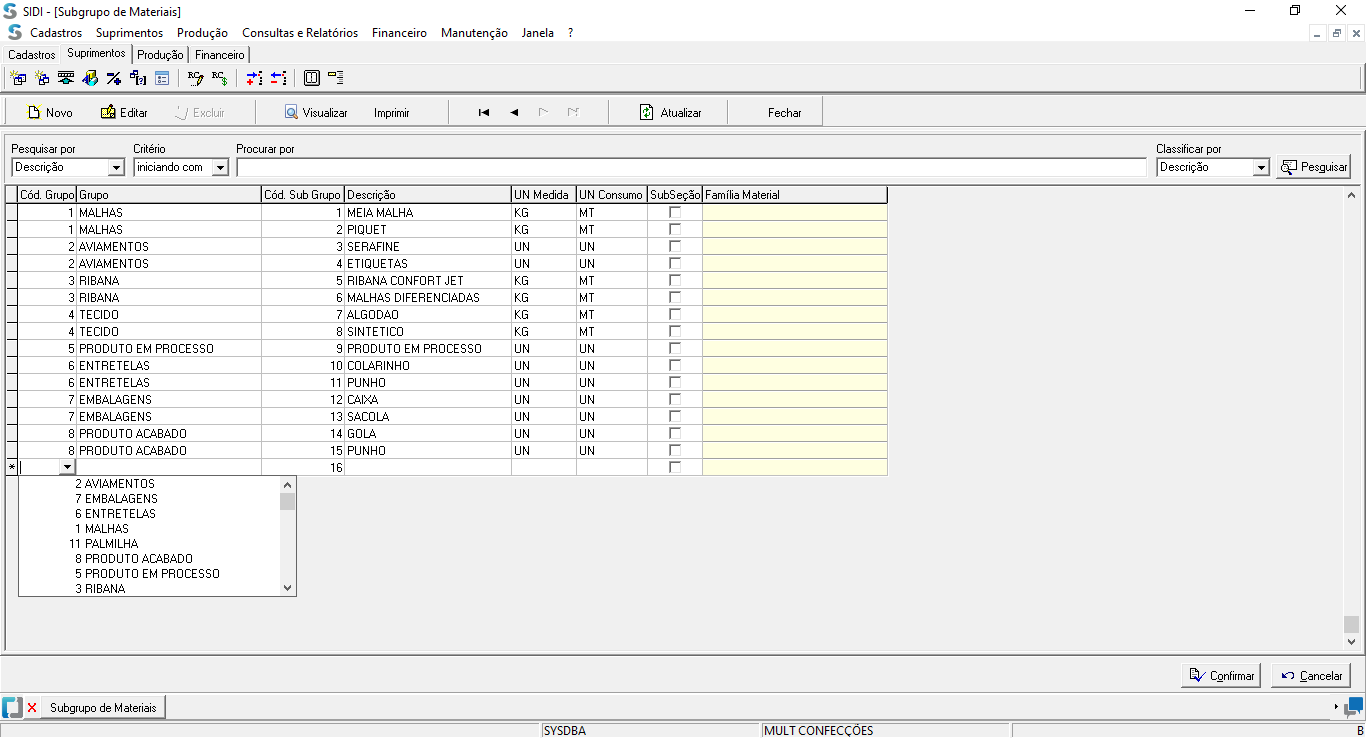 SIDI - [Subgrupo de Materiais]
Cadastros Suprimentos Produção Consultas e Relatórios Financeiro Manutenção Janela ?
Cadastros Suprimentos Produção Financeiro
Novo Editar Excluir Visualizar Imprimir Atualizar Fechar
Pesquisar por Critério Procurar por Classificar por
Descrição iniciando com Descrição Pesquisar
Cód. Grupo Grupo Cód. Sub Grupo Descrição UN Medida UN Consumo SubSeção Família Material
1 MALHAS 1 MEIA MALHA KG MT
1 MALHAS 2 PIQUET KG MT
2 AVIAMENTOS 3 SERAFINE UN UN
2 AVIAMENTOS 4 ETIQUETAS UN UN
3 RIBANA 5 RIBANA CONFORT JET KG MT
3 RIBANA 6 MALHAS DIFERENCIADAS KG MT
4 TECIDO 7 ALGODAO KG MT
4 TECIDO 8 SINTETICO KG MT
5 PRODUTO EM PROCESSO 9 PRODUTO EM PROCESSO UN UN
6 ENTRETELAS 10 COLARINHO UN UN
6 ENTRETELAS 11 PUNHO UN UN
7 EMBALAGENS 12 CAIXA UN UN
7 EMBALAGENS 13 SACOLA UN UN
8 PRODUTO ACABADO 14 GOLA UN UN
8 PRODUTO ACABADO 15 PUNHO UN UN
* 16
2 AVIAMENTOS
7 EMBALAGENS
6 ENTRETELAS
1 MALHAS
11 PALMILHA
8 PRODUTO ACABADO
5 PRODUTO EM PROCESSO
3 RIBANA
Confirmar Cancelar
Subgrupo de Materiais
SYSDBA MULT CONFECÇÕES B